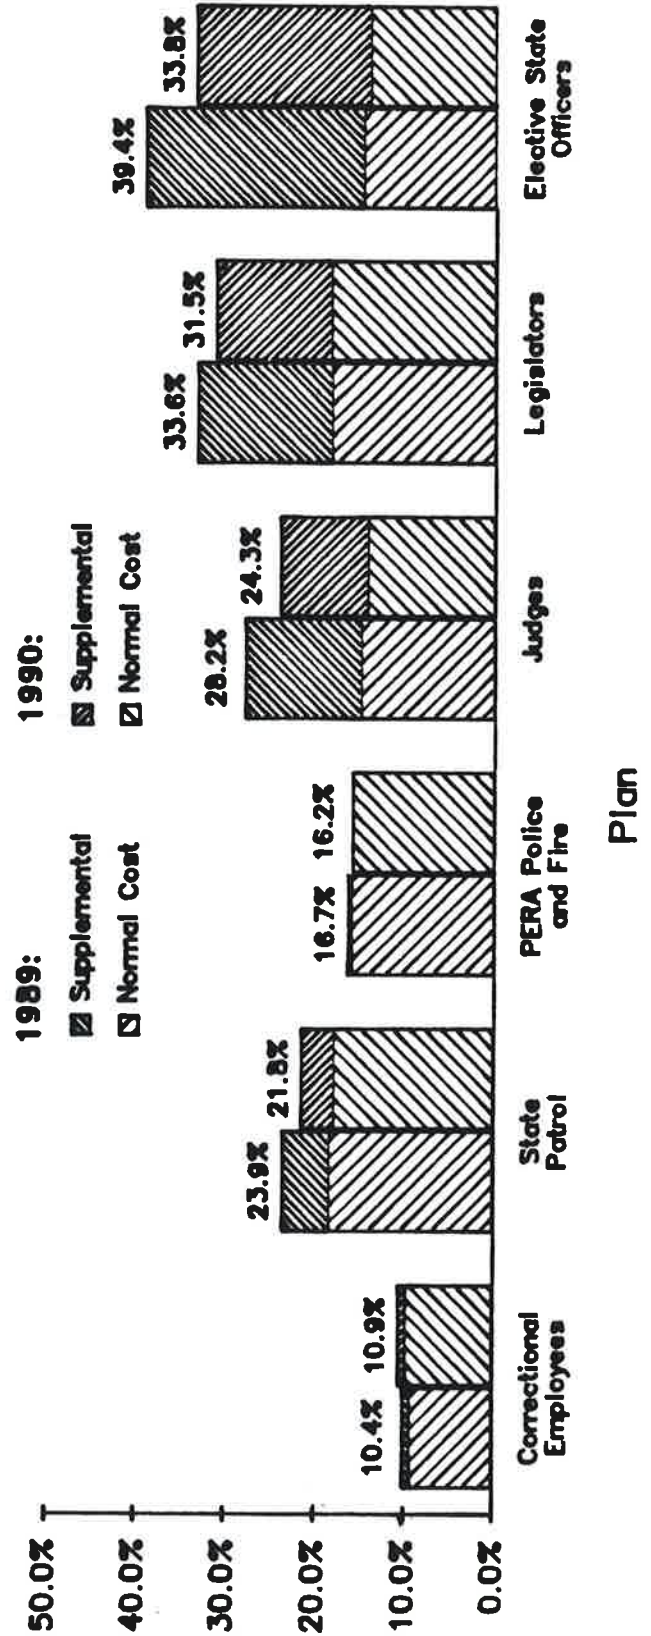 1989:
Supplemental
Normal Cost
1990:
Supplemental
Normal Cost
50.0%
40.0%
30.0%
20.0%
10.0%
0.0%
10.4%
10.9%
23.9%
21.8%
16.7%
16.2%
28.2%
24.3%
33.6%
31.5%
39.4%
33.8%
Correctional
Employees
State
Patrol
PERA Police
and Fire
Judges
Legislators
Elective State
Officers
Plan